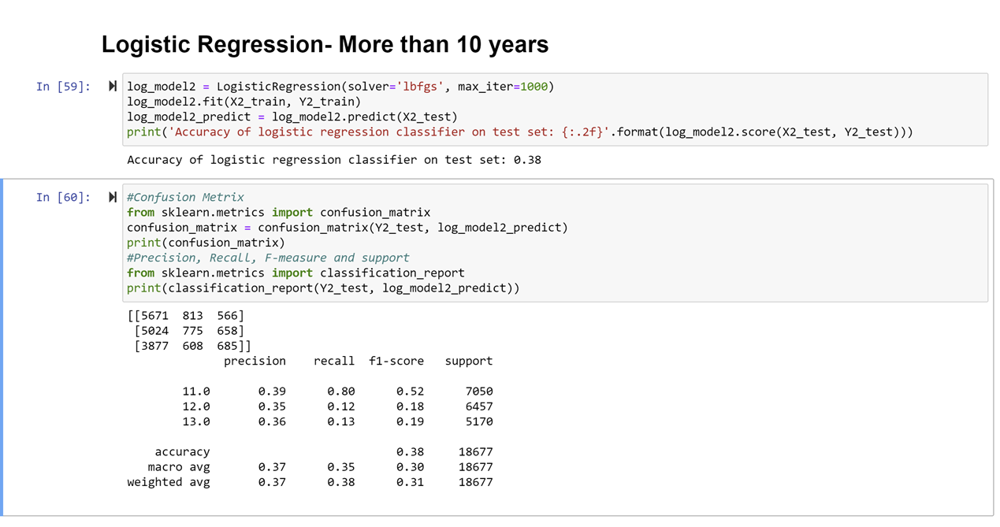 Logistic Regression- More than 10 years
In [59]:
log_model2 = LogisticRegression(solver='lbfgs', max_iter=1000)
log_model2.fit(X2_train, Y2_train)
log_model2_predict = log_model2.predict(X2_test)
print('Accuracy of logistic regression classifier on test set: {:.2f}'.format(log_model2.score(X2_test, Y2_test)))
Accuracy of logistic regression classifier on test set: 0.38
In [60]:
#Confusion Metrix
from sklearn.metrics import confusion_matrix
confusion_matrix = confusion_matrix(Y2_test, log_model2_predict)
print(confusion_matrix)
#Precision, Recall, F-measure and support
from sklearn.metrics import classification_report
print(classification_report(Y2_test, log_model2_predict))
[[5671  813  566]
 [5024  775  658]
 [3877  608  685]]
              precision    recall  f1-score   support
        11.0       0.39      0.80      0.52      7050
        12.0       0.35      0.12      0.18      6457
        13.0       0.36      0.13      0.19      5170
    accuracy                           0.38     18677
   macro avg       0.37      0.35      0.30     18677
weighted avg       0.37      0.38      0.31     18677